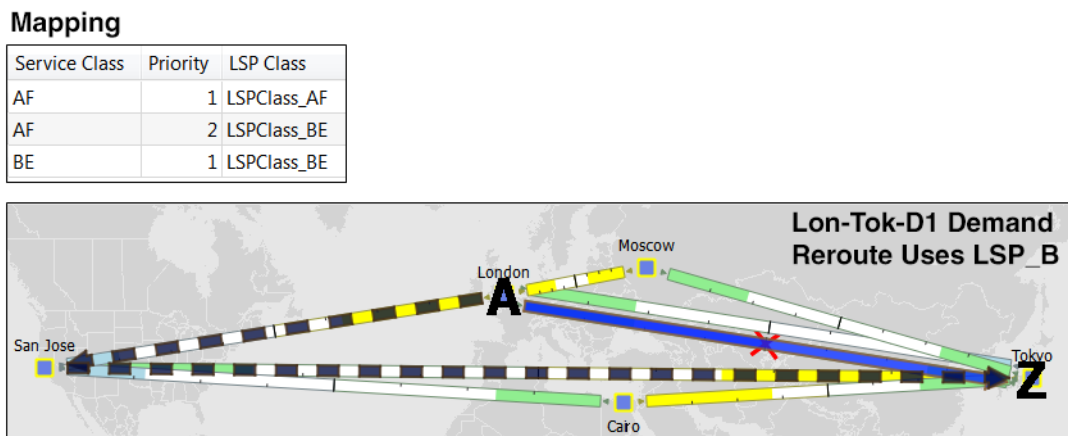 Mapping
Service Class Priority LSP Class
AF 1 LSPClass_AF
AF 2 LSPClass_BE
BE 1 LSPClass_BE
Lon-Tok-D1 Demand
Reroute Uses LSP_B
Moscow
London
A
San Jose
Tokyo
Z
Cairo